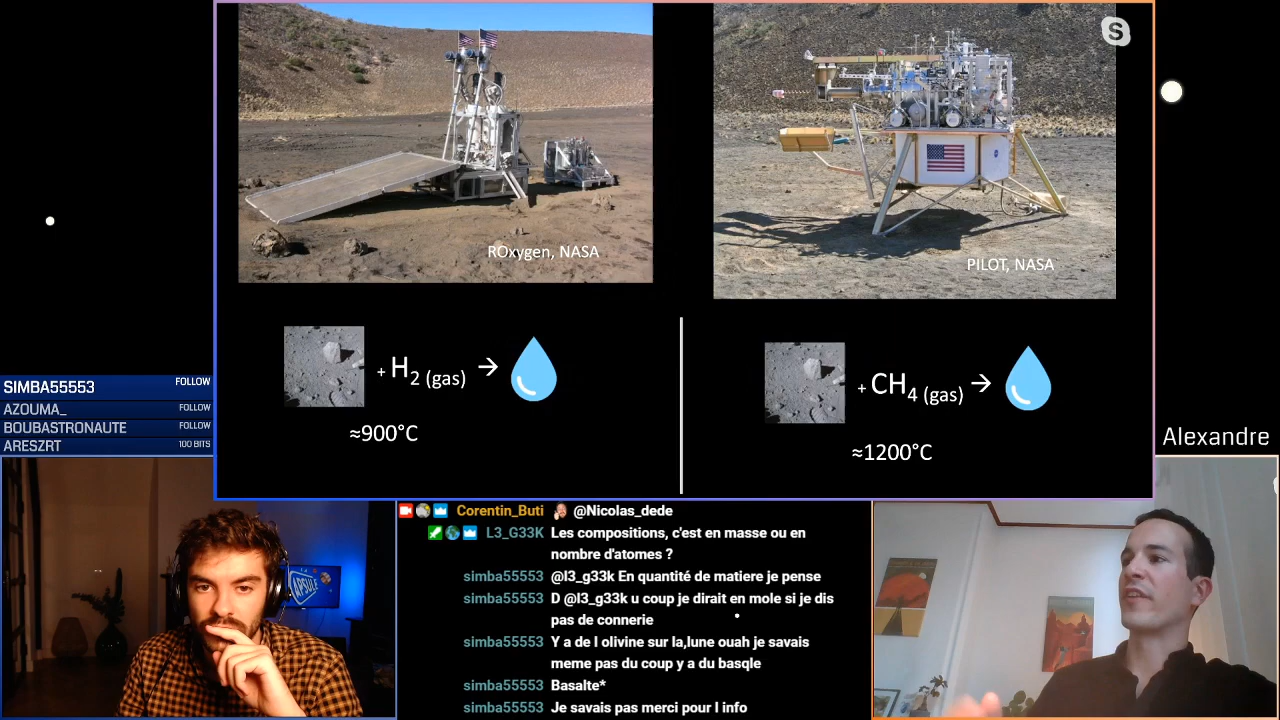 S
ROxygen, NASA
PILOT, NASA
+ H2 (gas) →
≈900°C
+ CH4 (gas) →
≈1200°C
SIMBA55553 FOLLOW
AZOUMA_ FOLLOW
BOUBASTRONAUTE FOLLOW
ARESZRT 100 BITS
Alexandre
CAPSULE
Corentin_Buti @Nicolas_dede
L3_G33K Les compositions, c'est en masse ou en
nombre d'atomes ?
simba55553 @l3_g33k En quantité de matiere je pense
simba55553 D @l3_g33k u coup je dirait en mole si je dis
pas de connerie
simba55553 Y a de l olivine sur la,lune ouah je savais
meme pas du coup y a du basqle
simba55553 Basalte*
simba55553 Je savais pas merci pour l info